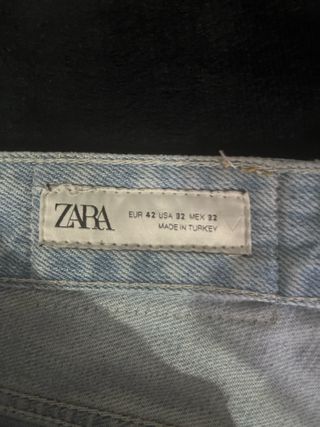 ZARA
EUR 42 USA 32 MEX 32
MADE IN TURKEY